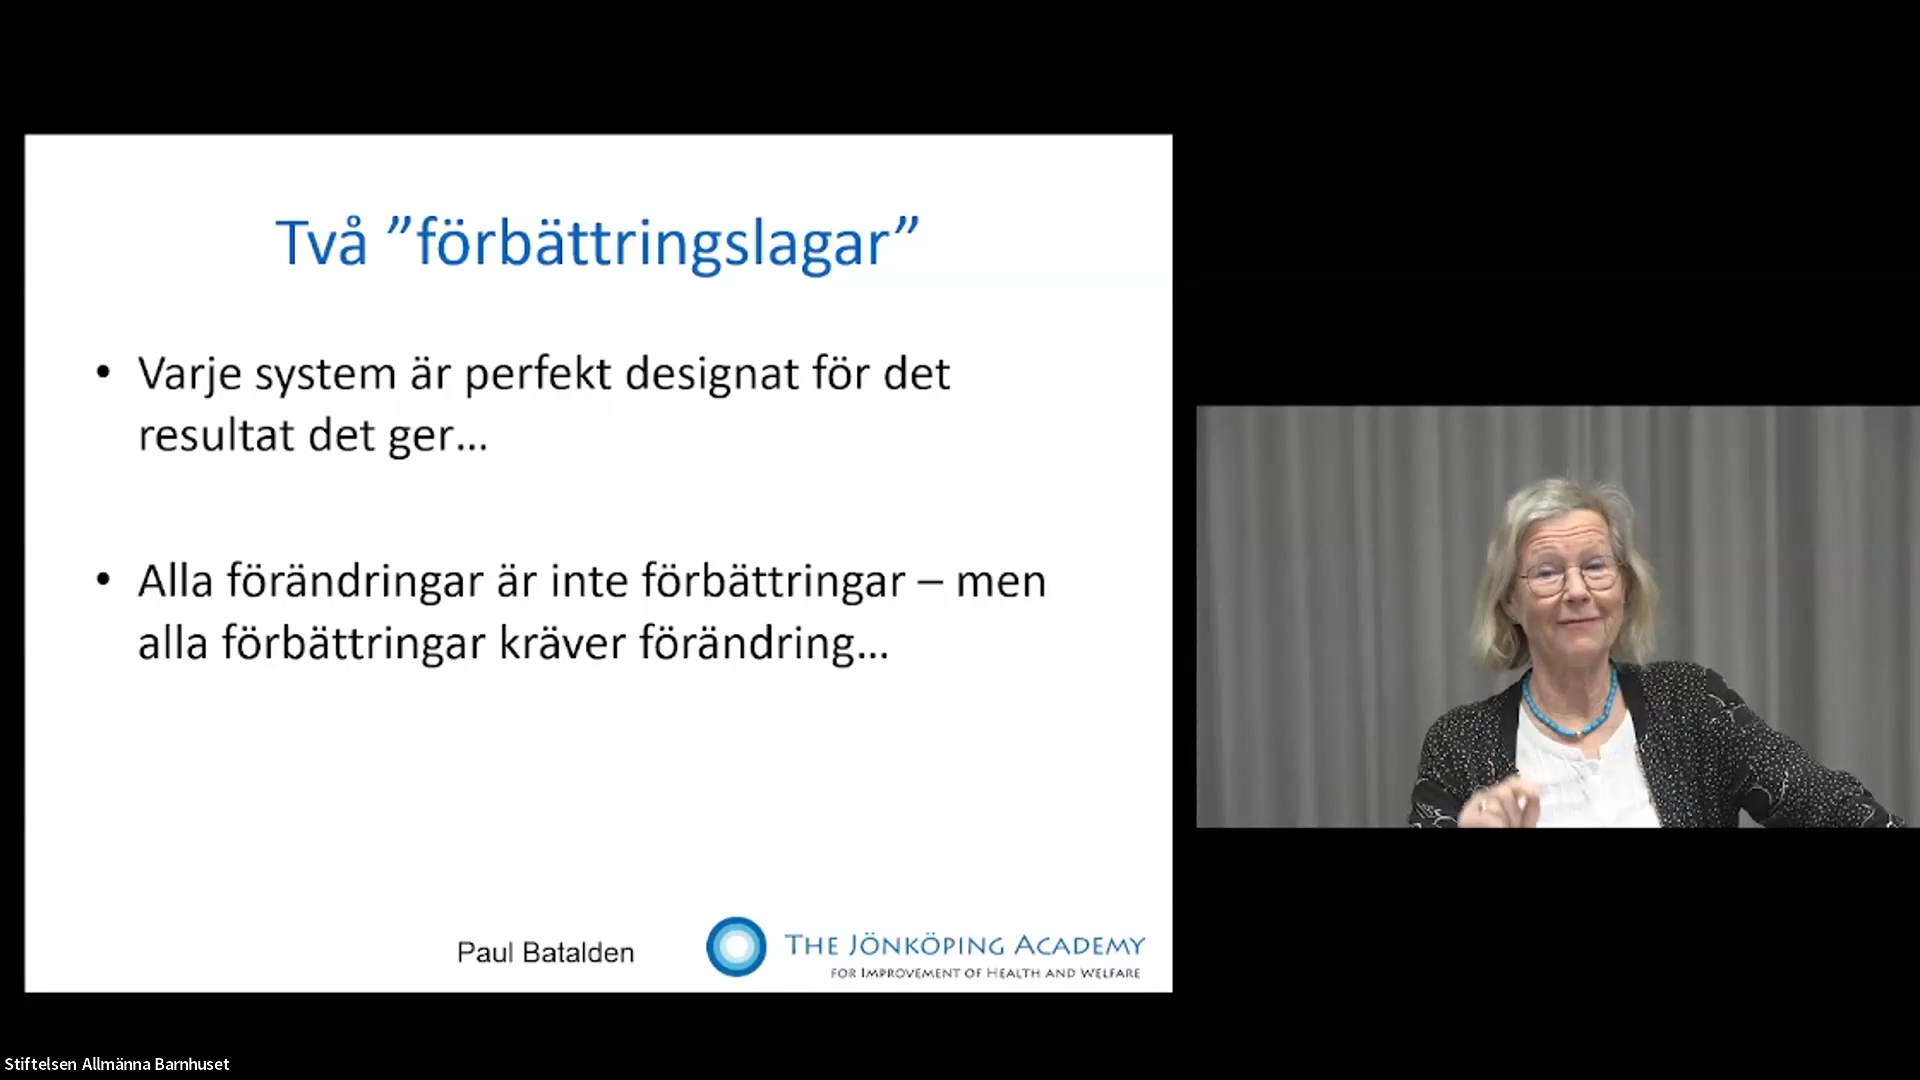 Två ”förbättringslagar”
• Varje system är perfekt designat för det
resultat det ger...
• Alla förändringar är inte förbättringar – men
alla förbättringar kräver förändring...
Paul Batalden
THE JÖNKÖPING ACADEMY
FOR IMPROVEMENT OF HEALTH AND WELFARE
Stiftelsen Allmänna Barnhuset